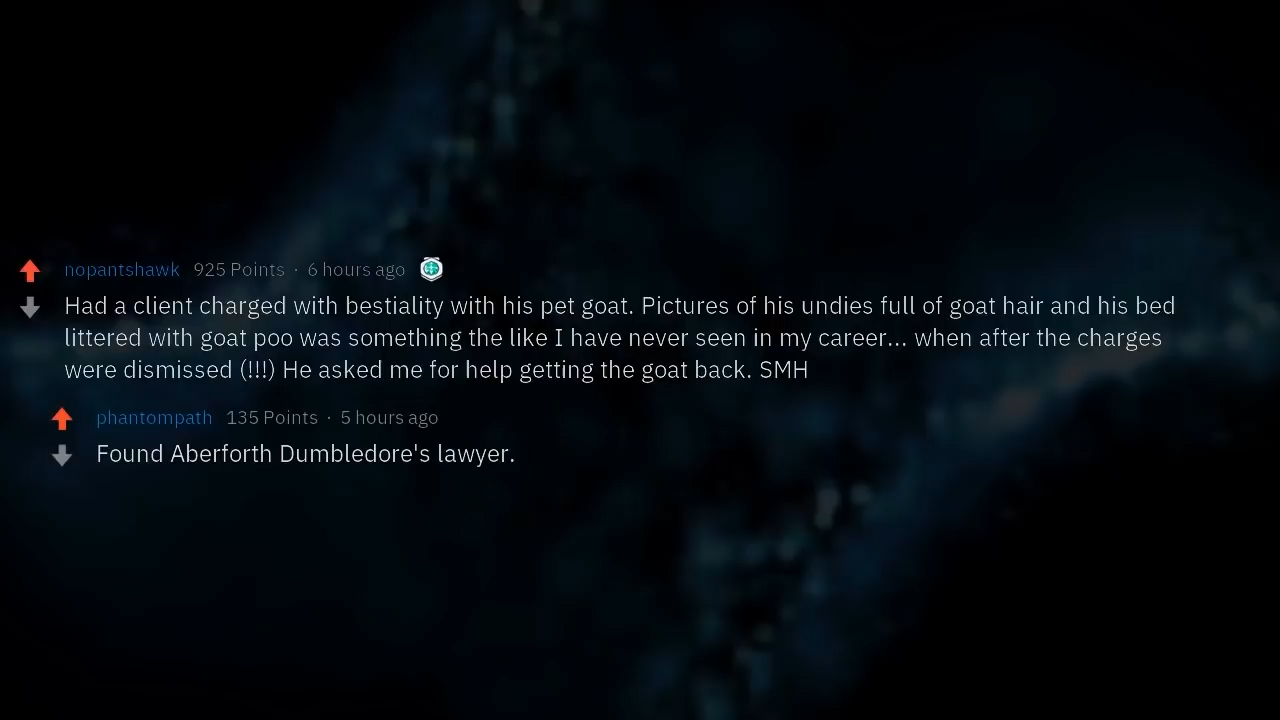 nopantshawk 925 Points · 6 hours ago
Had a client charged with bestiality with his pet goat. Pictures of his undies full of goat hair and his bed
littered with goat poo was something the like I have never seen in my career... when after the charges
were dismissed (!!!) He asked me for help getting the goat back. SMH
phantompath 135 Points · 5 hours ago
Found Aberforth Dumbledore's lawyer.